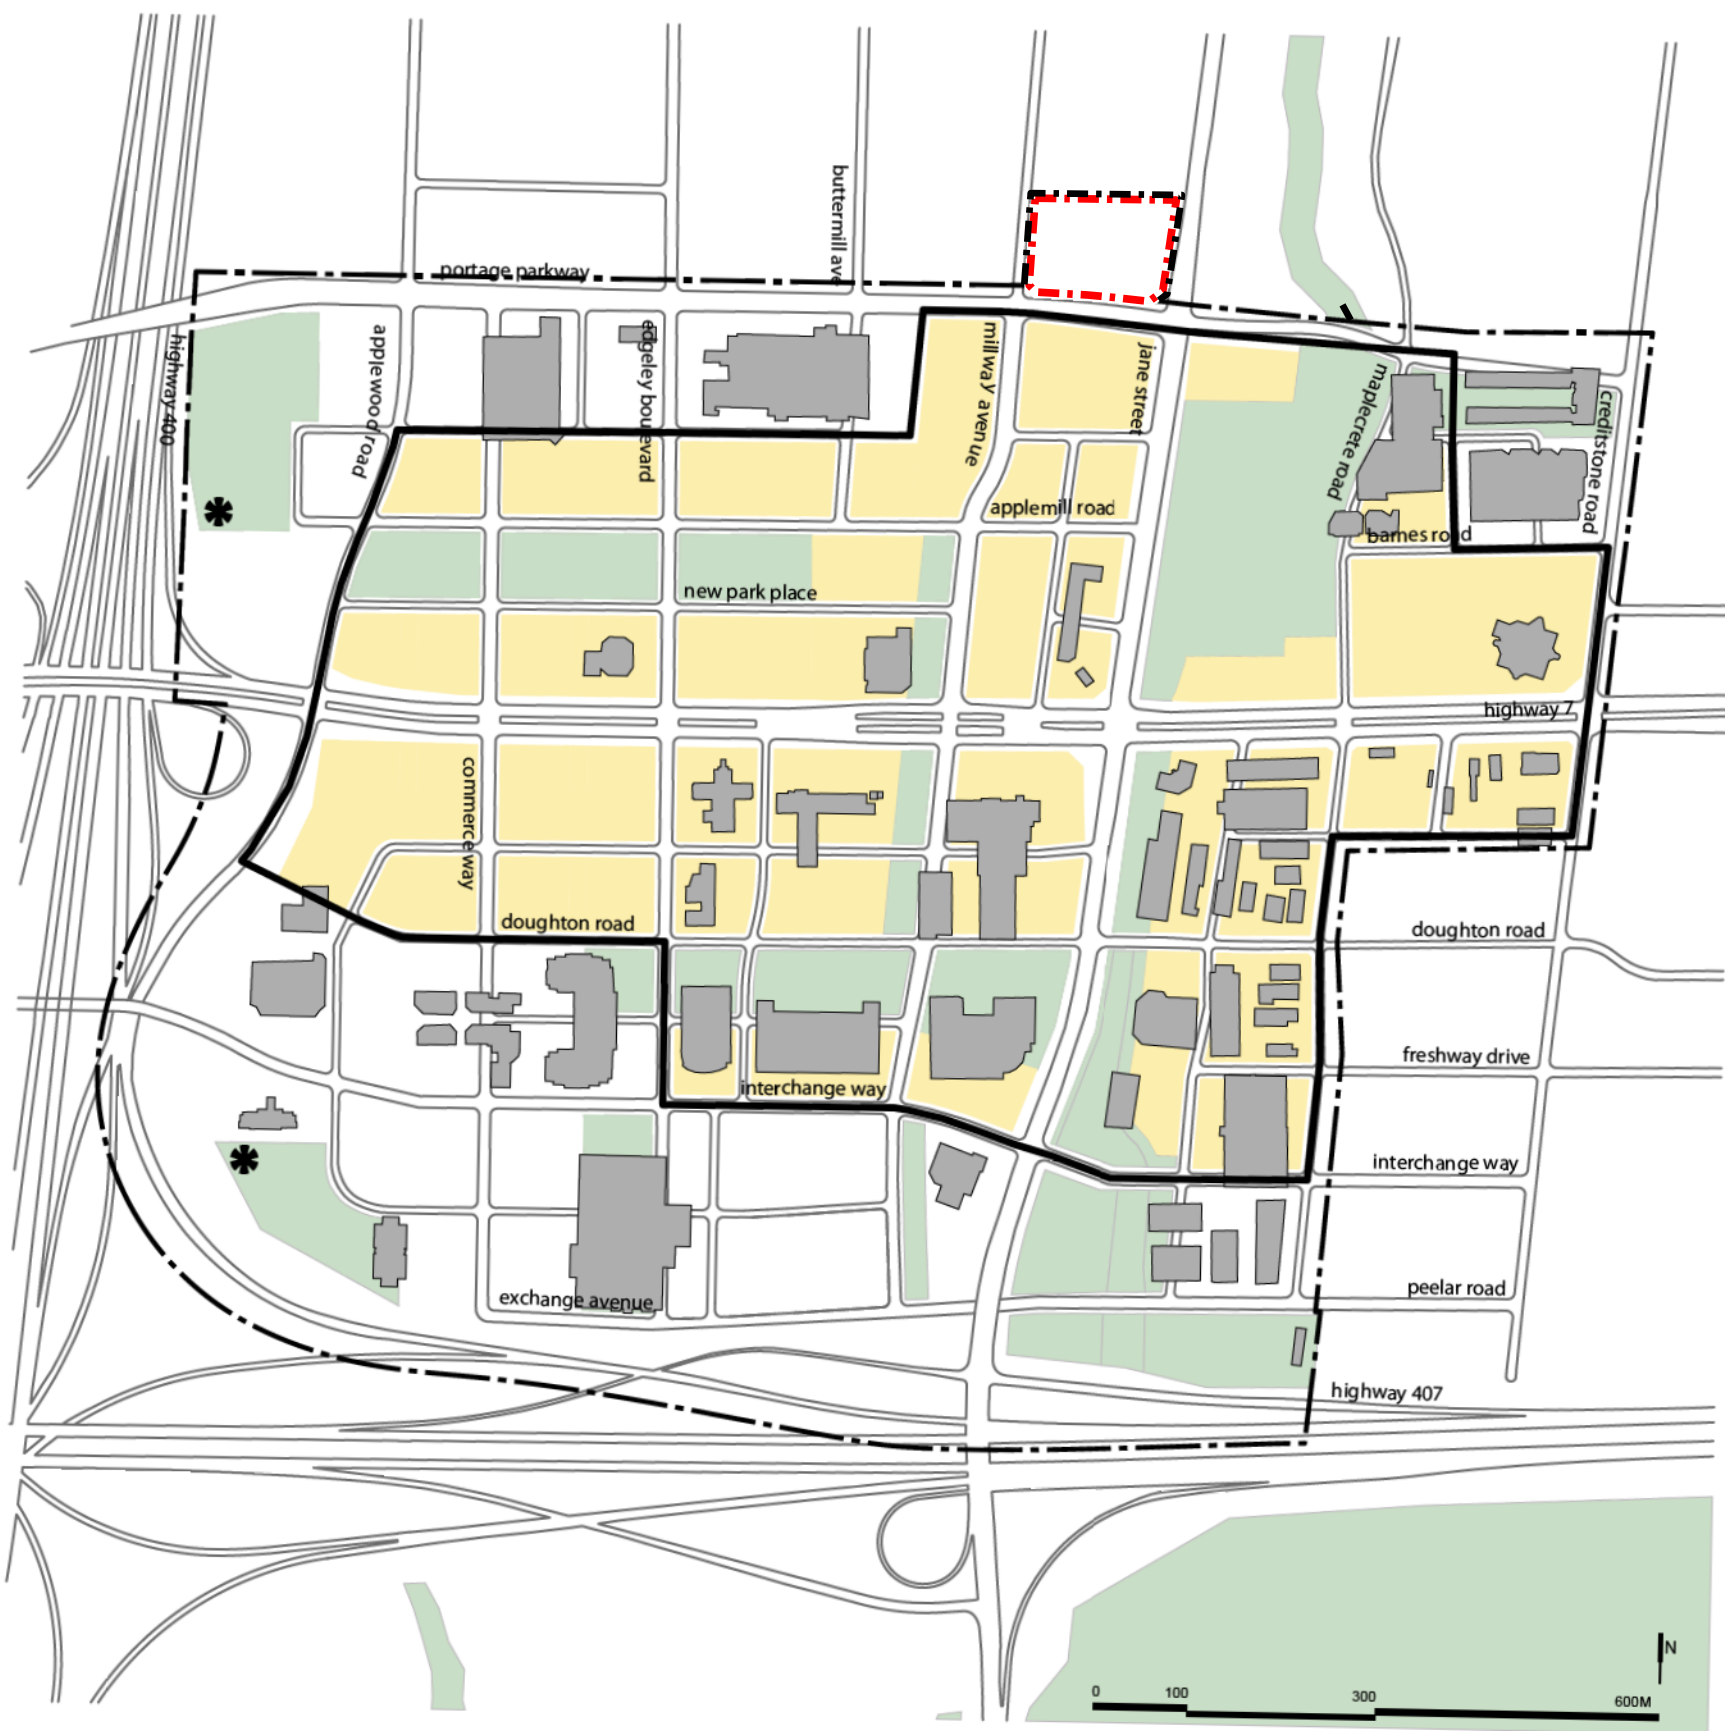 buttermill ave
portage parkway
highway 400
applewood road
edgeley boulevard
millway avenue
jane street
maplecrete road
creditstone road
applemill road
barnes road
new park place
highway 7
commerce way
doughton road
doughton road
freshway drive
interchange way
interchange way
peelar road
exchange avenue
highway 407
N
0 100 300 600M